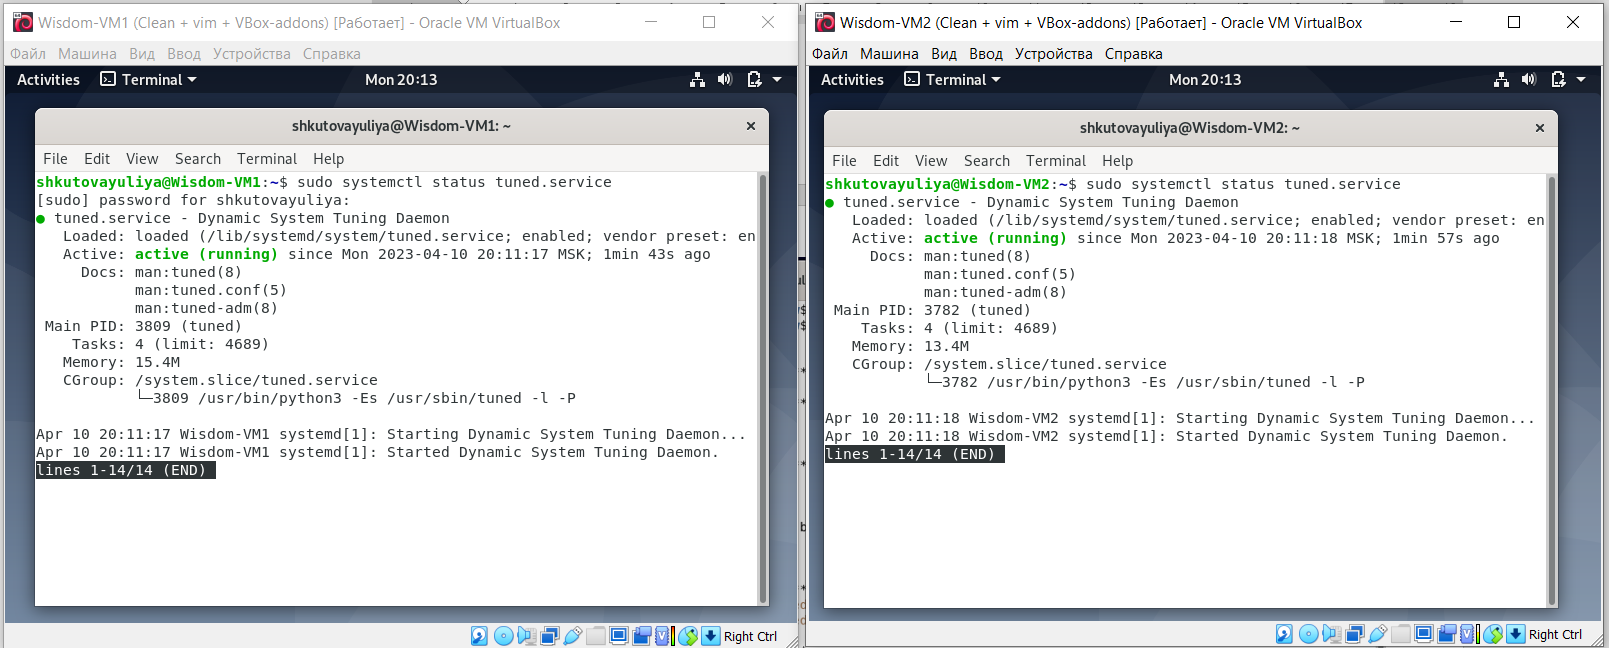 Wisdom-VM1 (Clean + vim + VBox-addons) [Работает] - Oracle VM VirtualBox
Файл Машина Вид Ввод Устройства Справка
Activities Terminal Mon 20:13
shkutovayuliya@Wisdom-VM1: ~
File Edit View Search Terminal Help
shkutovayuliya@Wisdom-VM1:~$ sudo systemctl status tuned.service
[sudo] password for shkutovayuliya:
● tuned.service - Dynamic System Tuning Daemon
Loaded: loaded (/lib/systemd/system/tuned.service; enabled; vendor preset: en
Active: active (running) since Mon 2023-04-10 20:11:17 MSK; 1min 43s ago
Docs: man:tuned(8)
man:tuned.conf(5)
man:tuned-adm(8)
Main PID: 3809 (tuned)
Tasks: 4 (limit: 4689)
Memory: 15.4M
CGroup: /system.slice/tuned.service
└─3809 /usr/bin/python3 -Es /usr/sbin/tuned -l -P
Apr 10 20:11:17 Wisdom-VM1 systemd[1]: Starting Dynamic System Tuning Daemon...
Apr 10 20:11:17 Wisdom-VM1 systemd[1]: Started Dynamic System Tuning Daemon.
lines 1-14/14 (END)
Right Ctrl
Wisdom-VM2 (Clean + vim + VBox-addons) [Работает] - Oracle VM VirtualBox
Файл Машина Вид Ввод Устройства Справка
Activities Terminal Mon 20:13
shkutovayuliya@Wisdom-VM2: ~
File Edit View Search Terminal Help
shkutovayuliya@Wisdom-VM2:~$ sudo systemctl status tuned.service
● tuned.service - Dynamic System Tuning Daemon
Loaded: loaded (/lib/systemd/system/tuned.service; enabled; vendor preset: en
Active: active (running) since Mon 2023-04-10 20:11:18 MSK; 1min 57s ago
Docs: man:tuned(8)
man:tuned.conf(5)
man:tuned-adm(8)
Main PID: 3782 (tuned)
Tasks: 4 (limit: 4689)
Memory: 13.4M
CGroup: /system.slice/tuned.service
└─3782 /usr/bin/python3 -Es /usr/sbin/tuned -l -P
Apr 10 20:11:18 Wisdom-VM2 systemd[1]: Starting Dynamic System Tuning Daemon...
Apr 10 20:11:18 Wisdom-VM2 systemd[1]: Started Dynamic System Tuning Daemon.
lines 1-14/14 (END)
Right Ctrl